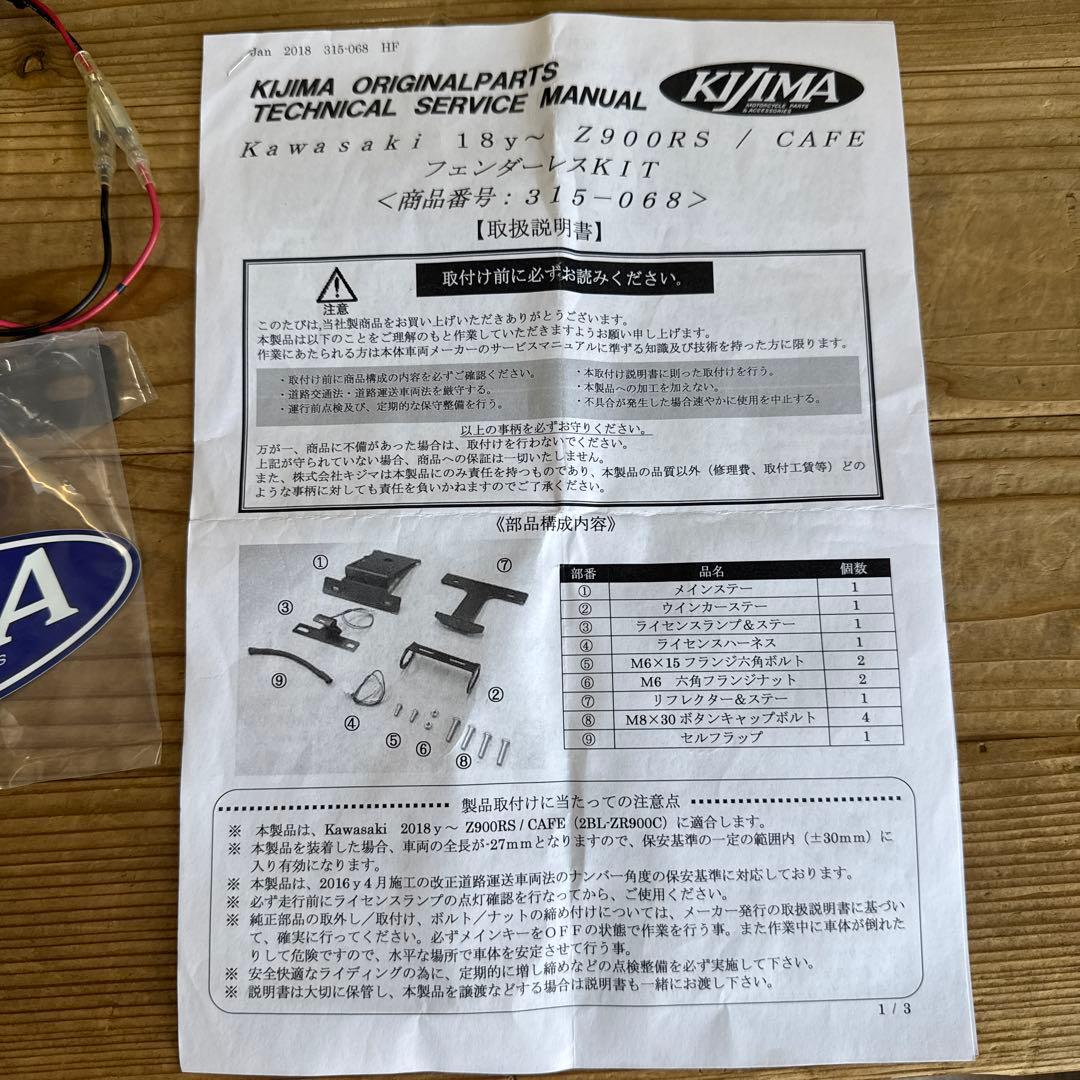 Jan 2018 315-068 HF
KIJIMA ORIGINALPARTS
TECHNICAL SERVICE MANUAL
KIJIMA
MOTORCYCLE PARTS
& ACCESSORIES
Kawasaki 18y～ Z900RS / CAFE
フェンダーレスKIT
＜商品番号：315－068＞
【取扱説明書】
注意
取付け前に必ずお読みください。
このたびは,当社製商品をお買い上げいただきありがとうございます。
本製品は以下のことをご理解のもと作業していただきますようお願い申し上げます。
作業にあたられる方は本体車両メーカーのサービスマニュアルに準ずる知識及び技術を持った方に限ります。
・取付け前に商品構成の内容を必ずご確認ください。
・道路交通法・道路運送車両法を厳守する。
・運行前点検及び、定期的な保守整備を行う。
・本取付け説明書に則った取付けを行う。
・本製品への加工を加えない。
・不具合が発生した場合速やかに使用を中止する。
以上の事柄を必ずお守りください。
万が一、商品に不備があった場合は、取付けを行わないでください。
上記が守られていない場合、商品への保証は一切いたしません。
また、株式会社キジマは本製品にのみ責任を持つものであり、本製品の品質以外（修理費、取付工賃等）どの
ような事柄に対しても責任を負いかねますのでご了承ください。
《部品構成内容》
① ⑦ ③ ⑨ ② ④ ⑤ ⑥ ⑧
部番 品名 個数
① メインステー 1
② ウインカーステー 1
③ ライセンスランプ＆ステー 1
④ ライセンスハーネス 1
⑤ M6×15フランジ六角ボルト 2
⑥ M6 六角フランジナット 2
⑦ リフレクター＆ステー 1
⑧ M8×30ボタンキャップボルト 4
⑨ セルフラップ 1
製品取付けに当たっての注意点
※ 本製品は、Kawasaki 2018y～ Z900RS / CAFE（2BL-ZR900C）に適合します。
※ 本製品を装着した場合、車両の全長が-27mmとなりますので、保安基準の一定の範囲内（±30mm）に
入り有効になります。
※ 本製品は、2016y4月施工の改正道路運送車両法のナンバー角度の保安基準に対応しております。
※ 必ず走行前にライセンスランプの点灯確認を行なってから、ご使用ください。
※ 純正部品の取外し／取付け、ボルト／ナットの締め付けについては、メーカー発行の取扱説明書に基づい
て、確実に行ってください。必ずメインキーをOFFの状態で作業を行う事。また作業中に車体が倒れた
りして危険ですので、水平な場所で車体を安定させて行う事。
※ 安全快適なライディングの為に、定期的に増し締めなどの点検整備を必ず実施して下さい。
※ 説明書は大切に保管し、本製品を譲渡などする場合は説明書も一緒にお渡し下さい。
1 / 3
A
S